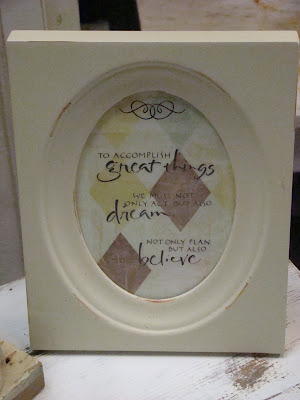 TO ACCOMPLISH
great things
WE MUST NOT
ONLY ACT, BUT ALSO
dream,
NOT ONLY PLAN
BUT ALSO
believe